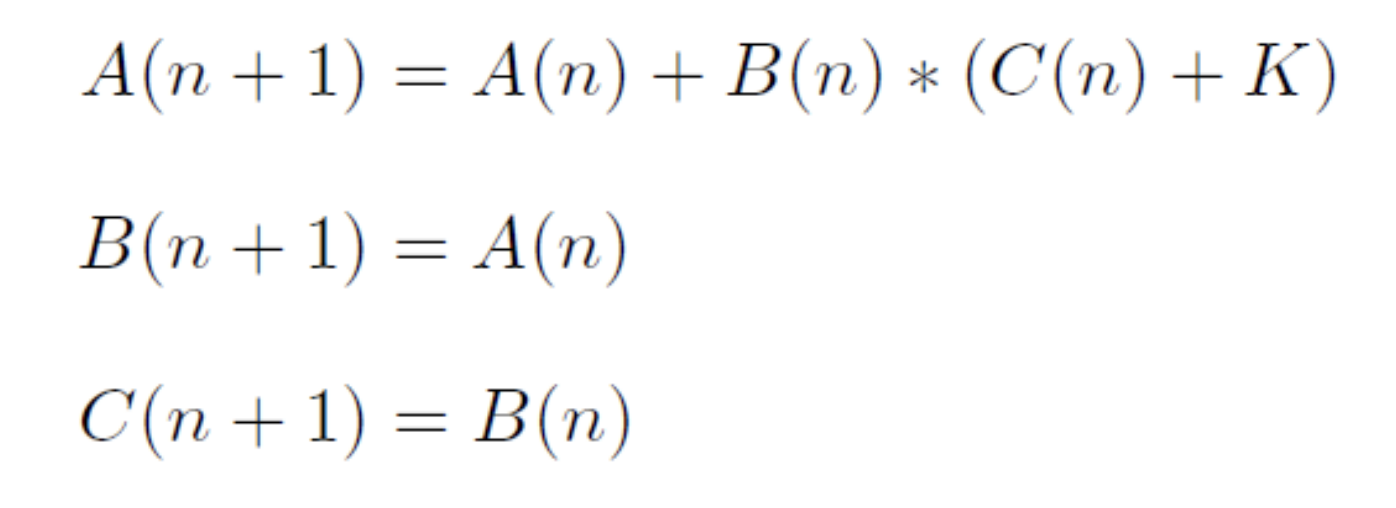 A(n + 1) = A(n) + B(n) * (C(n) + K)
B(n + 1) = A(n)
C(n + 1) = B(n)